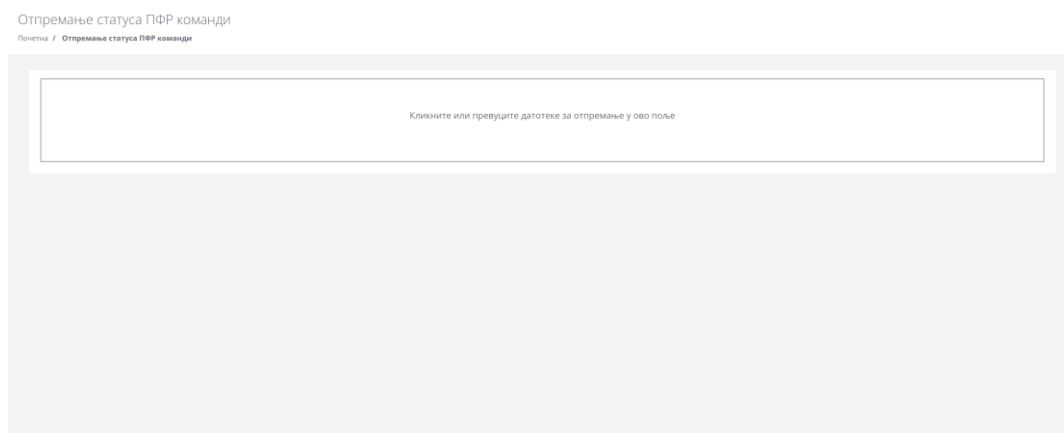 Отпремање статуса ПФР команди
Почетна / Отпремање статуса ПФР команди
Кликните или превуците датотеке за отпремање у ово поље